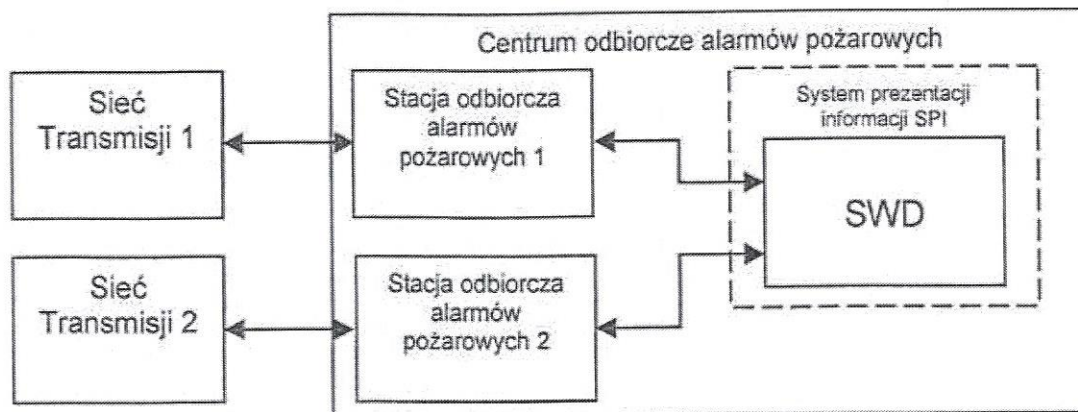 Centrum odbiorcze alarmów pożarowych
Sieć
Transmisji 1
Stacja odbiorcza
alarmów
pożarowych 1
System prezentacji
informacji SPI
SWD
Sieć
Transmisji 2
Stacja odbiorcza
alarmów
pożarowych 2